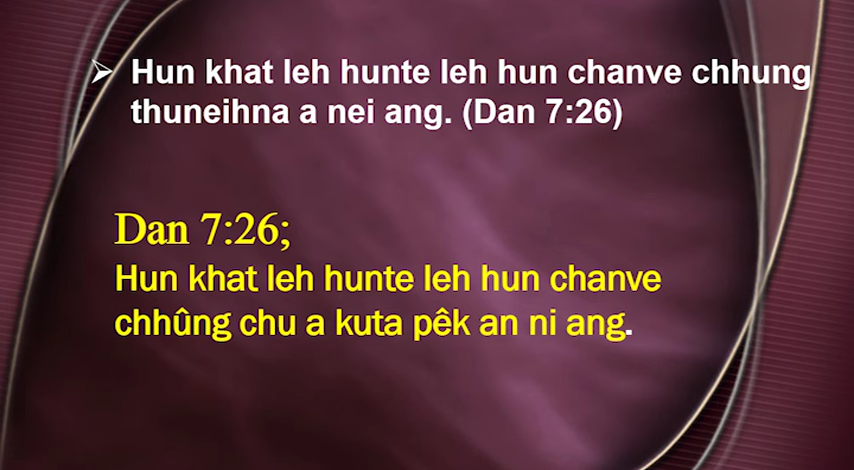 ➢ Hun khat leh hunte leh hun chanve chhung
thuneihna a nei ang. (Dan 7:26)
Dan 7:26;
Hun khat leh hunte leh hun chanve
chhûng chu a kuta pêk an ni ang.